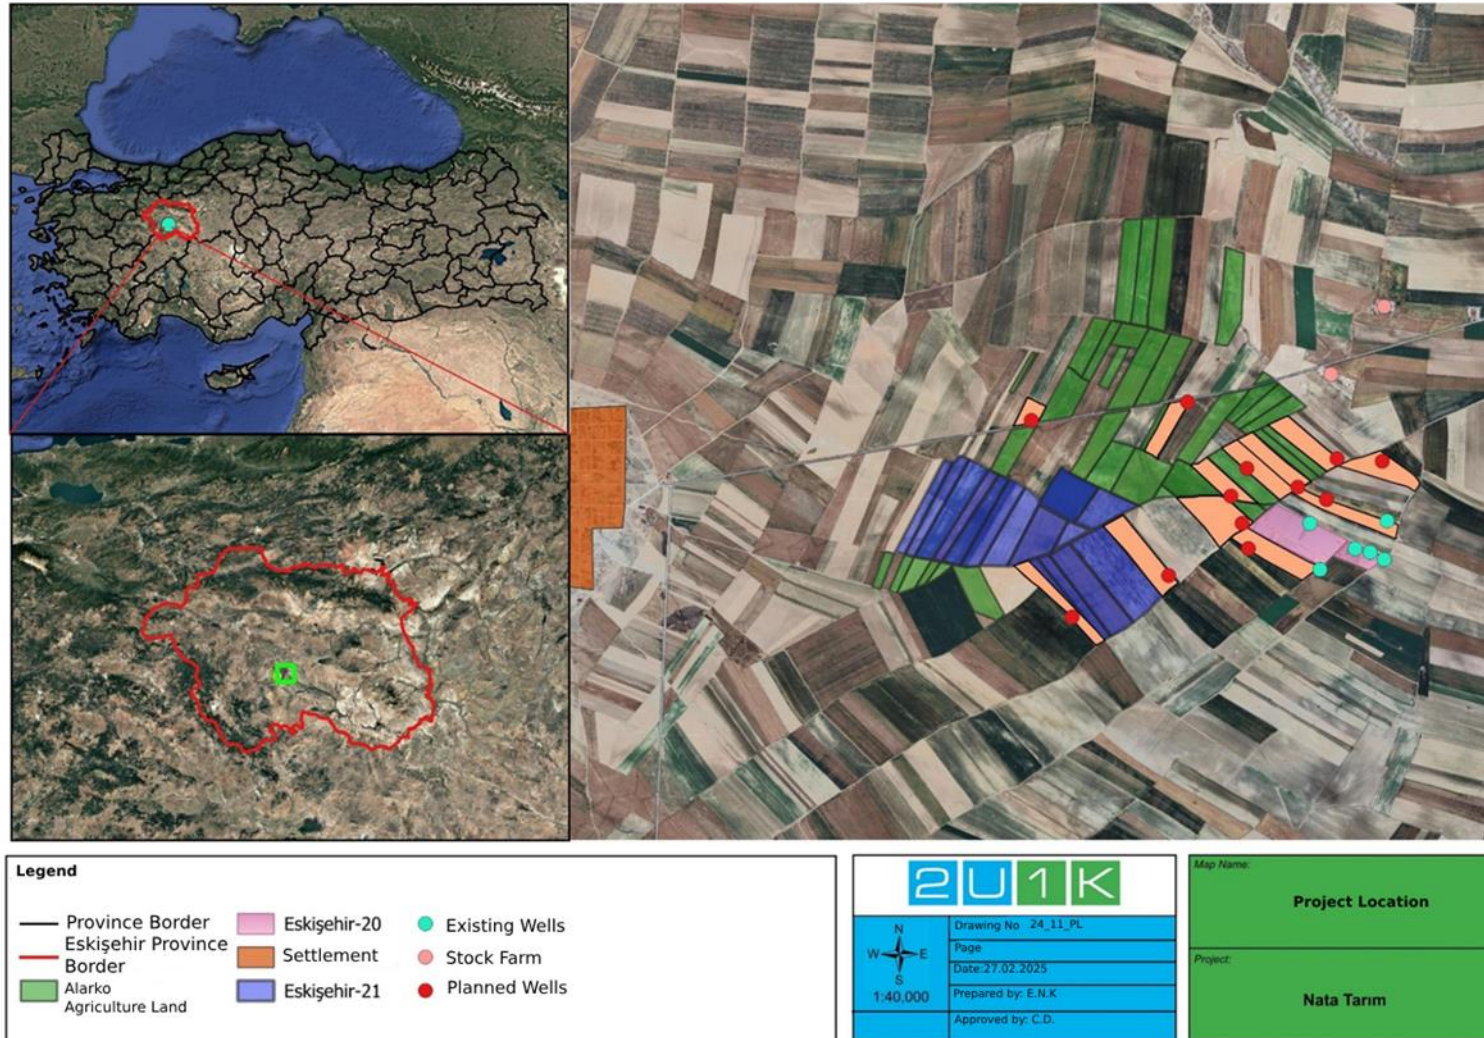 Legend
Province Border
Eskişehir Province
Border
Alarko
Agriculture Land
Eskişehir-20
Settlement
Eskişehir-21
Existing Wells
Stock Farm
Planned Wells
2U1K
N
W E
S
1:40,000
Drawing No 24_11_PL
Page
Date:27.02.2025
Prepared by: E.N.K
Approved by: C.D.
Map Name:
Project Location
Project:
Nata Tarım